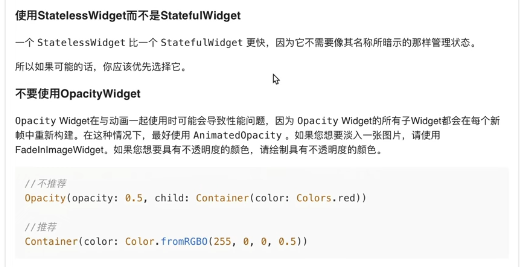 使用StatelessWidget而不是StatefulWidget
一个 StatelessWidget 比一个 StatefulWidget 更快，因为它不需要像其名称所暗示的那样管理状态。
所以如果可能的话，你应该优先选择它。
不要使用OpacityWidget
Opacity Widget在与动画一起使用时可能会导致性能问题，因为 Opacity Widget的所有子Widget都会在每个新
帧中重新构建。在这种情况下，最好使用 AnimatedOpacity 。如果您想要淡入一张图片，请使用
FadeInImageWidget。如果您想要具有不透明度的颜色，请绘制具有不透明度的颜色。
//不推荐
Opacity(opacity: 0.5, child: Container(color: Colors.red))
//推荐
Container(color: Color.fromRGBO(255, 0, 0, 0.5))